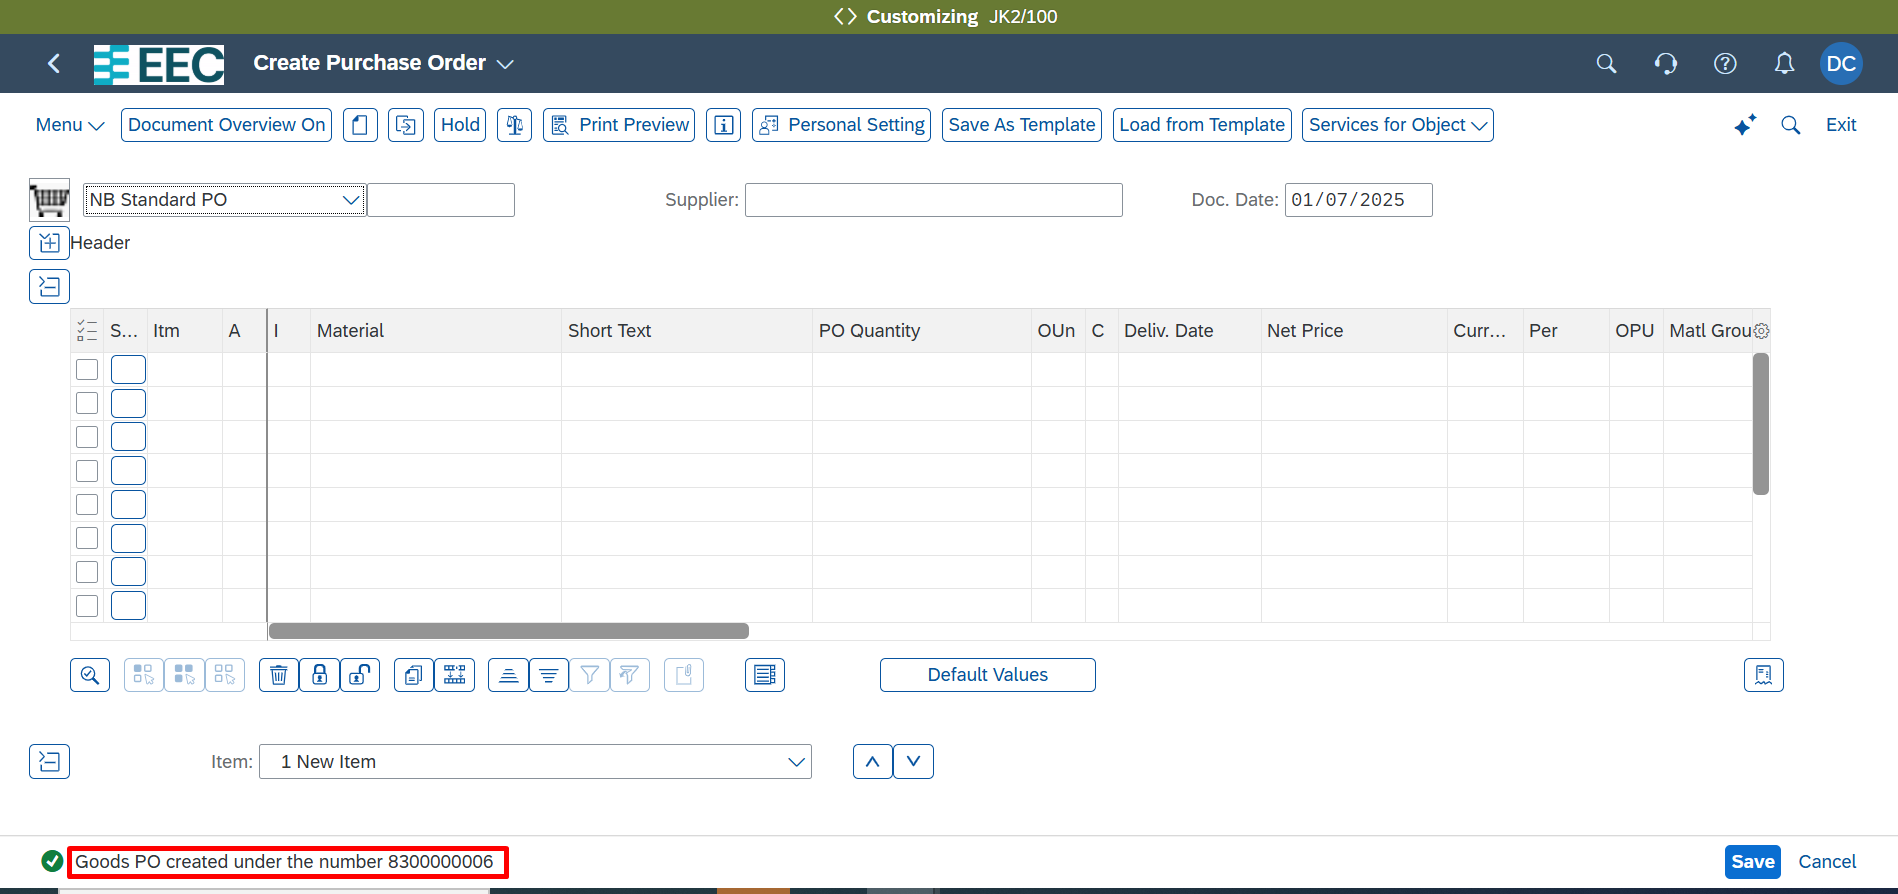 Customizing JK2/100
EEC Create Purchase Order
DC
Menu Document Overview On Hold Print Preview Personal Setting Save As Template Load from Template Services for Object Exit
NB Standard PO Supplier: Doc. Date: 01/07/2025
Header
S... Itm A I Material Short Text PO Quantity OUn C Deliv. Date Net Price Curr... Per OPU Matl Grou
Default Values
Item: 1 New Item
Goods PO created under the number 8300000006
Save Cancel